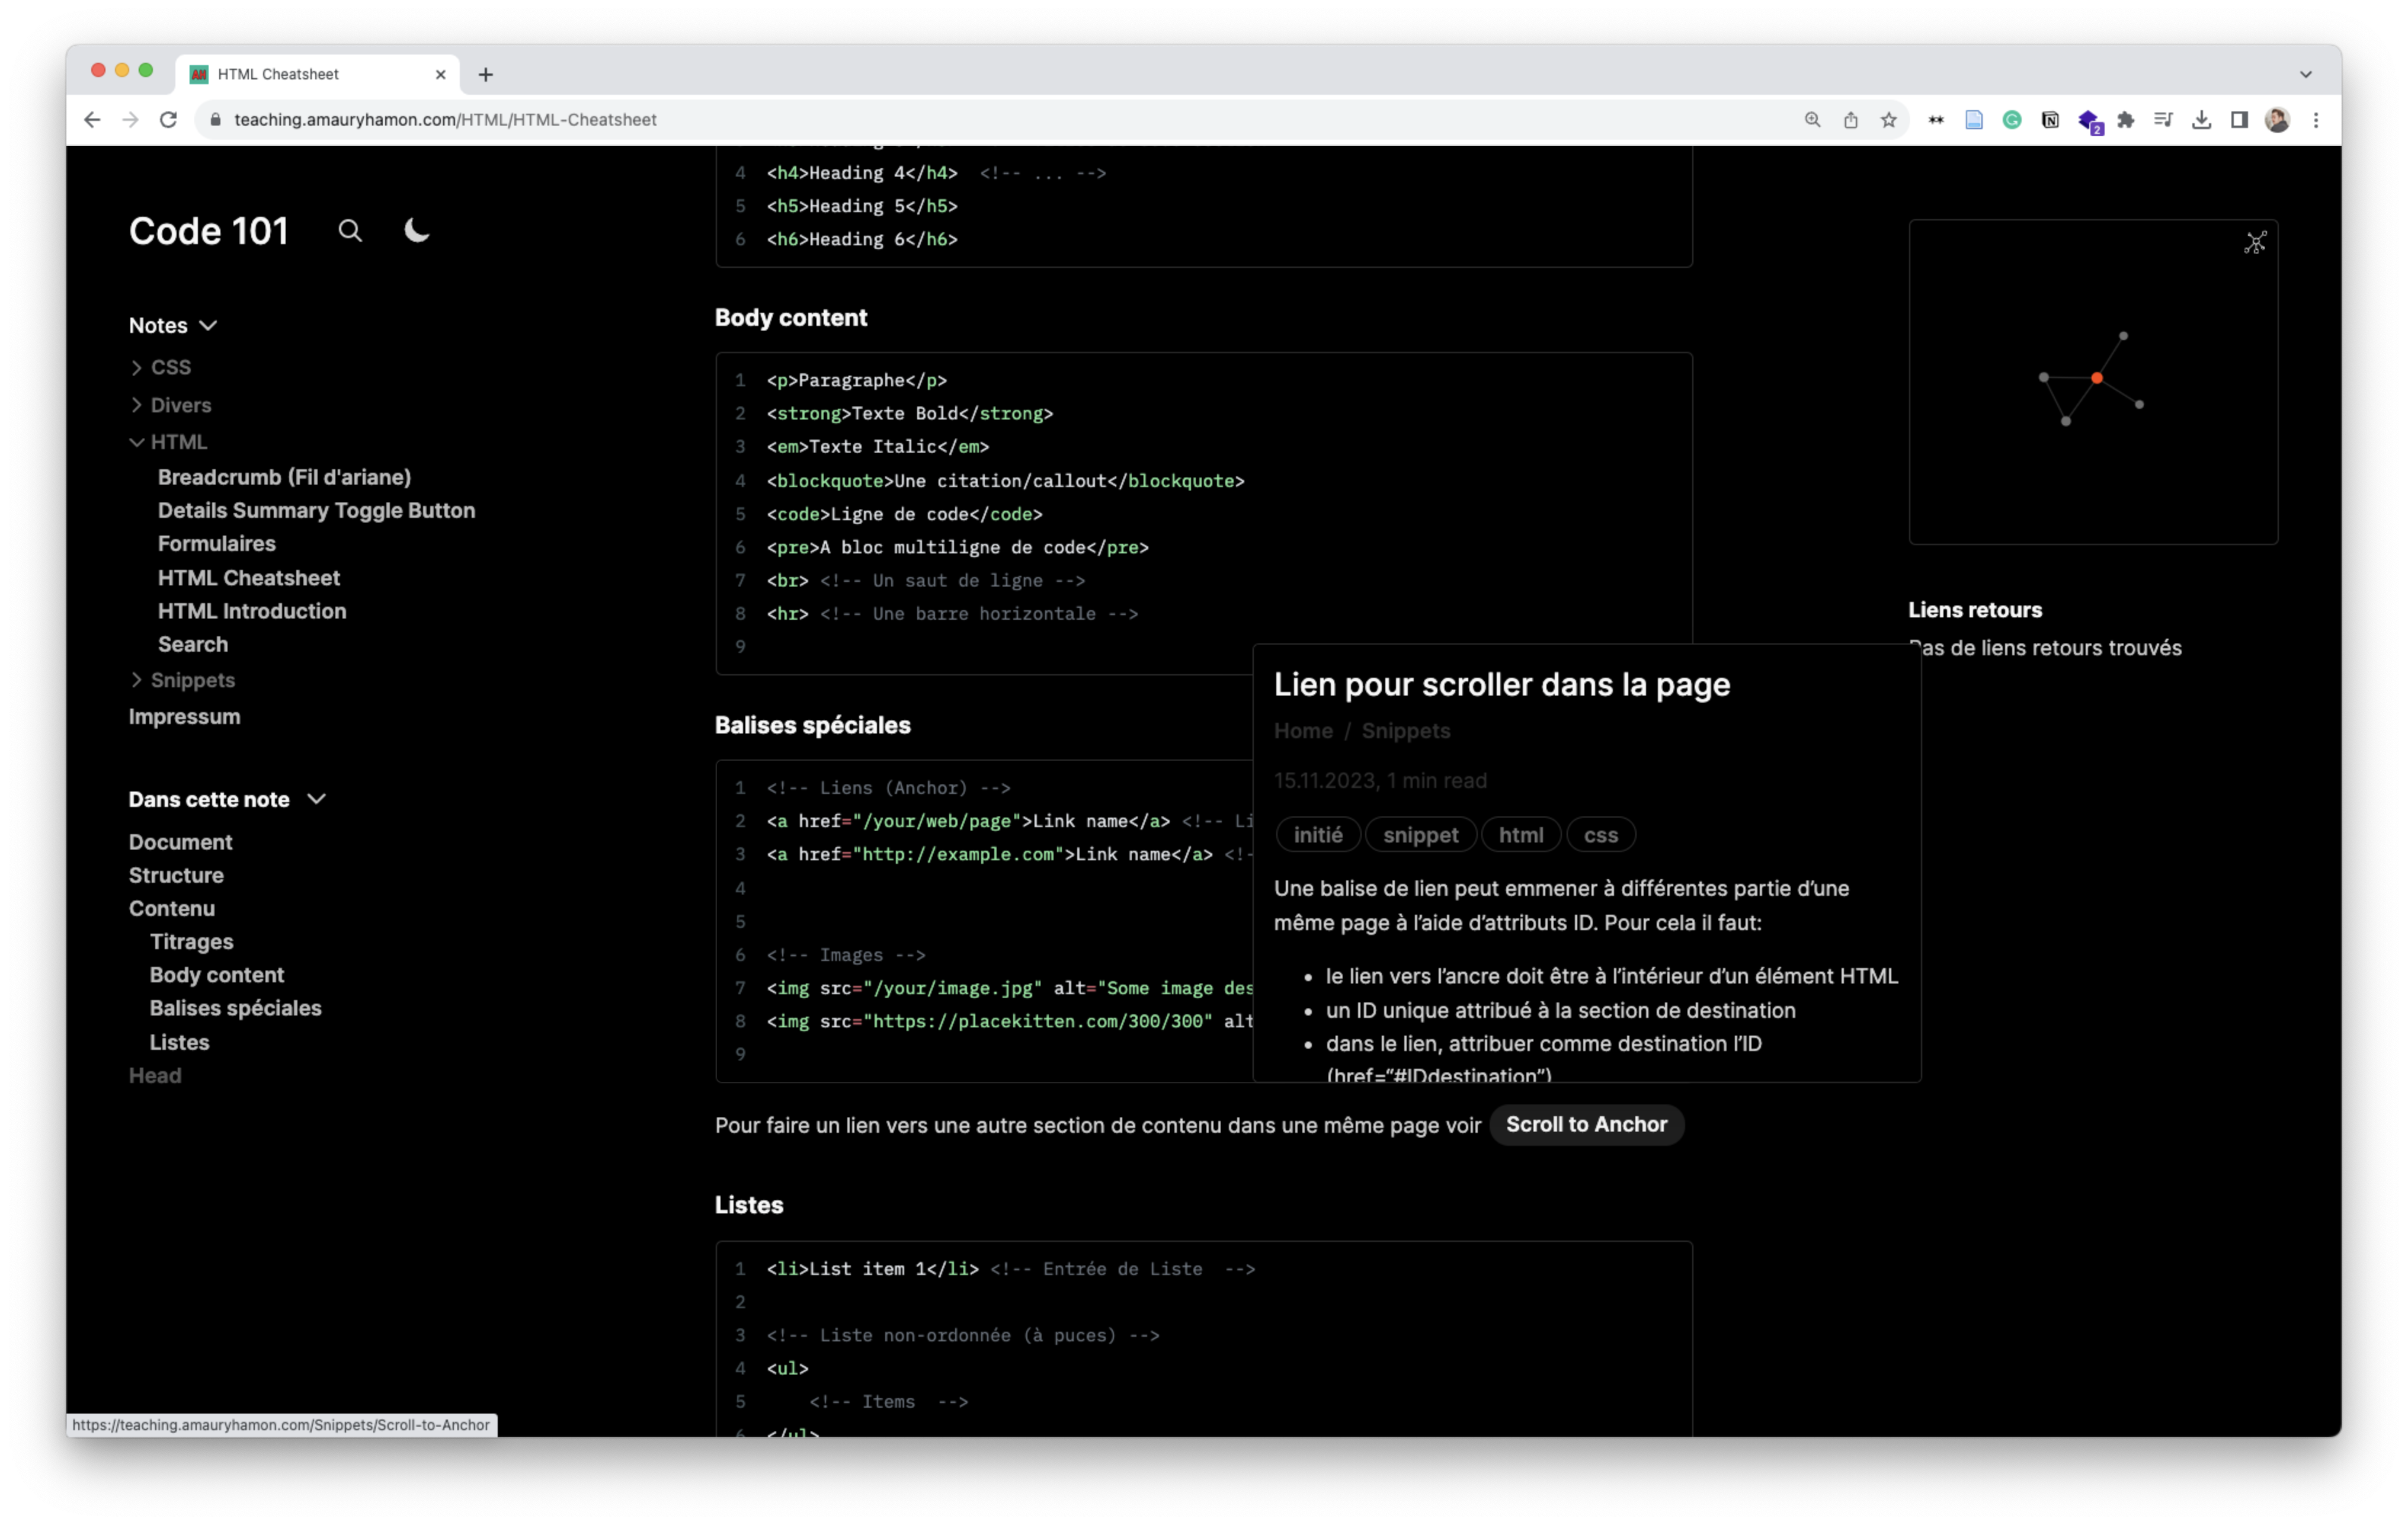 HTML Cheatsheet
teaching.amauryhamon.com/HTML/HTML-Cheatsheet
2
Code 101
Notes
CSS
Divers
HTML
Breadcrumb (Fil d'ariane)
Details Summary Toggle Button
Formulaires
HTML Cheatsheet
HTML Introduction
Search
Snippets
Impressum
Dans cette note
Document
Structure
Contenu
Titrages
Body content
Balises spéciales
Listes
Head
4 <h4>Heading 4</h4> <!-- ... -->
5 <h5>Heading 5</h5>
6 <h6>Heading 6</h6>
Body content
1 <p>Paragraphe</p>
2 <strong>Texte Bold</strong>
3 <em>Texte Italic</em>
4 <blockquote>Une citation/callout</blockquote>
5 <code>Ligne de code</code>
6 <pre>A bloc multiligne de code</pre>
7 <br> <!-- Un saut de ligne -->
8 <hr> <!-- Une barre horizontale -->
9
Balises spéciales
1 <!-- Liens (Anchor) -->
2 <a href="/your/web/page">Link name</a> <!-- Li
3 <a href="http://example.com">Link name</a> <!-
4
5
6 <!-- Images -->
7 <img src="/your/image.jpg" alt="Some image des
8 <img src="https://placekitten.com/300/300" alt
9
Lien pour scroller dans la page
Home / Snippets
15.11.2023, 1 min read
initié snippet html css
Une balise de lien peut emmener à différentes partie d’une
même page à l’aide d’attributs ID. Pour cela il faut:
• le lien vers l’ancre doit être à l’intérieur d’un élément HTML
• un ID unique attribué à la section de destination
• dans le lien, attribuer comme destination l’ID
(href=“#IDdestination”)
Pour faire un lien vers une autre section de contenu dans une même page voir Scroll to Anchor
Listes
1 <li>List item 1</li> <!-- Entrée de Liste -->
2
3 <!-- Liste non-ordonnée (à puces) -->
4 <ul>
5 <!-- Items -->
6 </ul>
Liens retours
Pas de liens retours trouvés
https://teaching.amauryhamon.com/Snippets/Scroll-to-Anchor